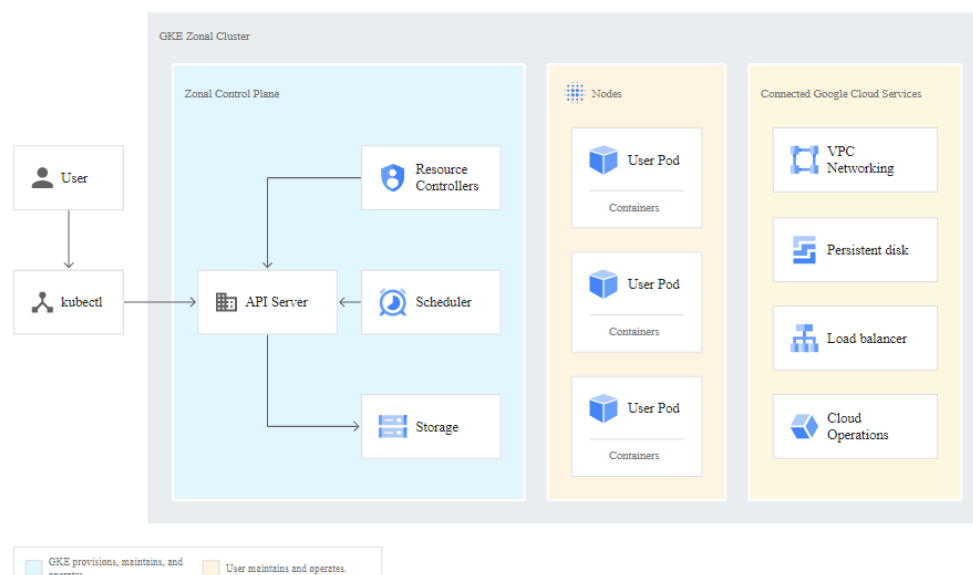 GKE Zonal Cluster
Zonal Control Plane
Nodes
Connected Google Cloud Services
User
kubectl
Resource
Controllers
API Server
Scheduler
Storage
User Pod
Containers
User Pod
Containers
User Pod
Containers
VPC
Networking
Persistent disk
Load balancer
Cloud
Operations
GKE provisions, maintains, and
User maintains and operates.